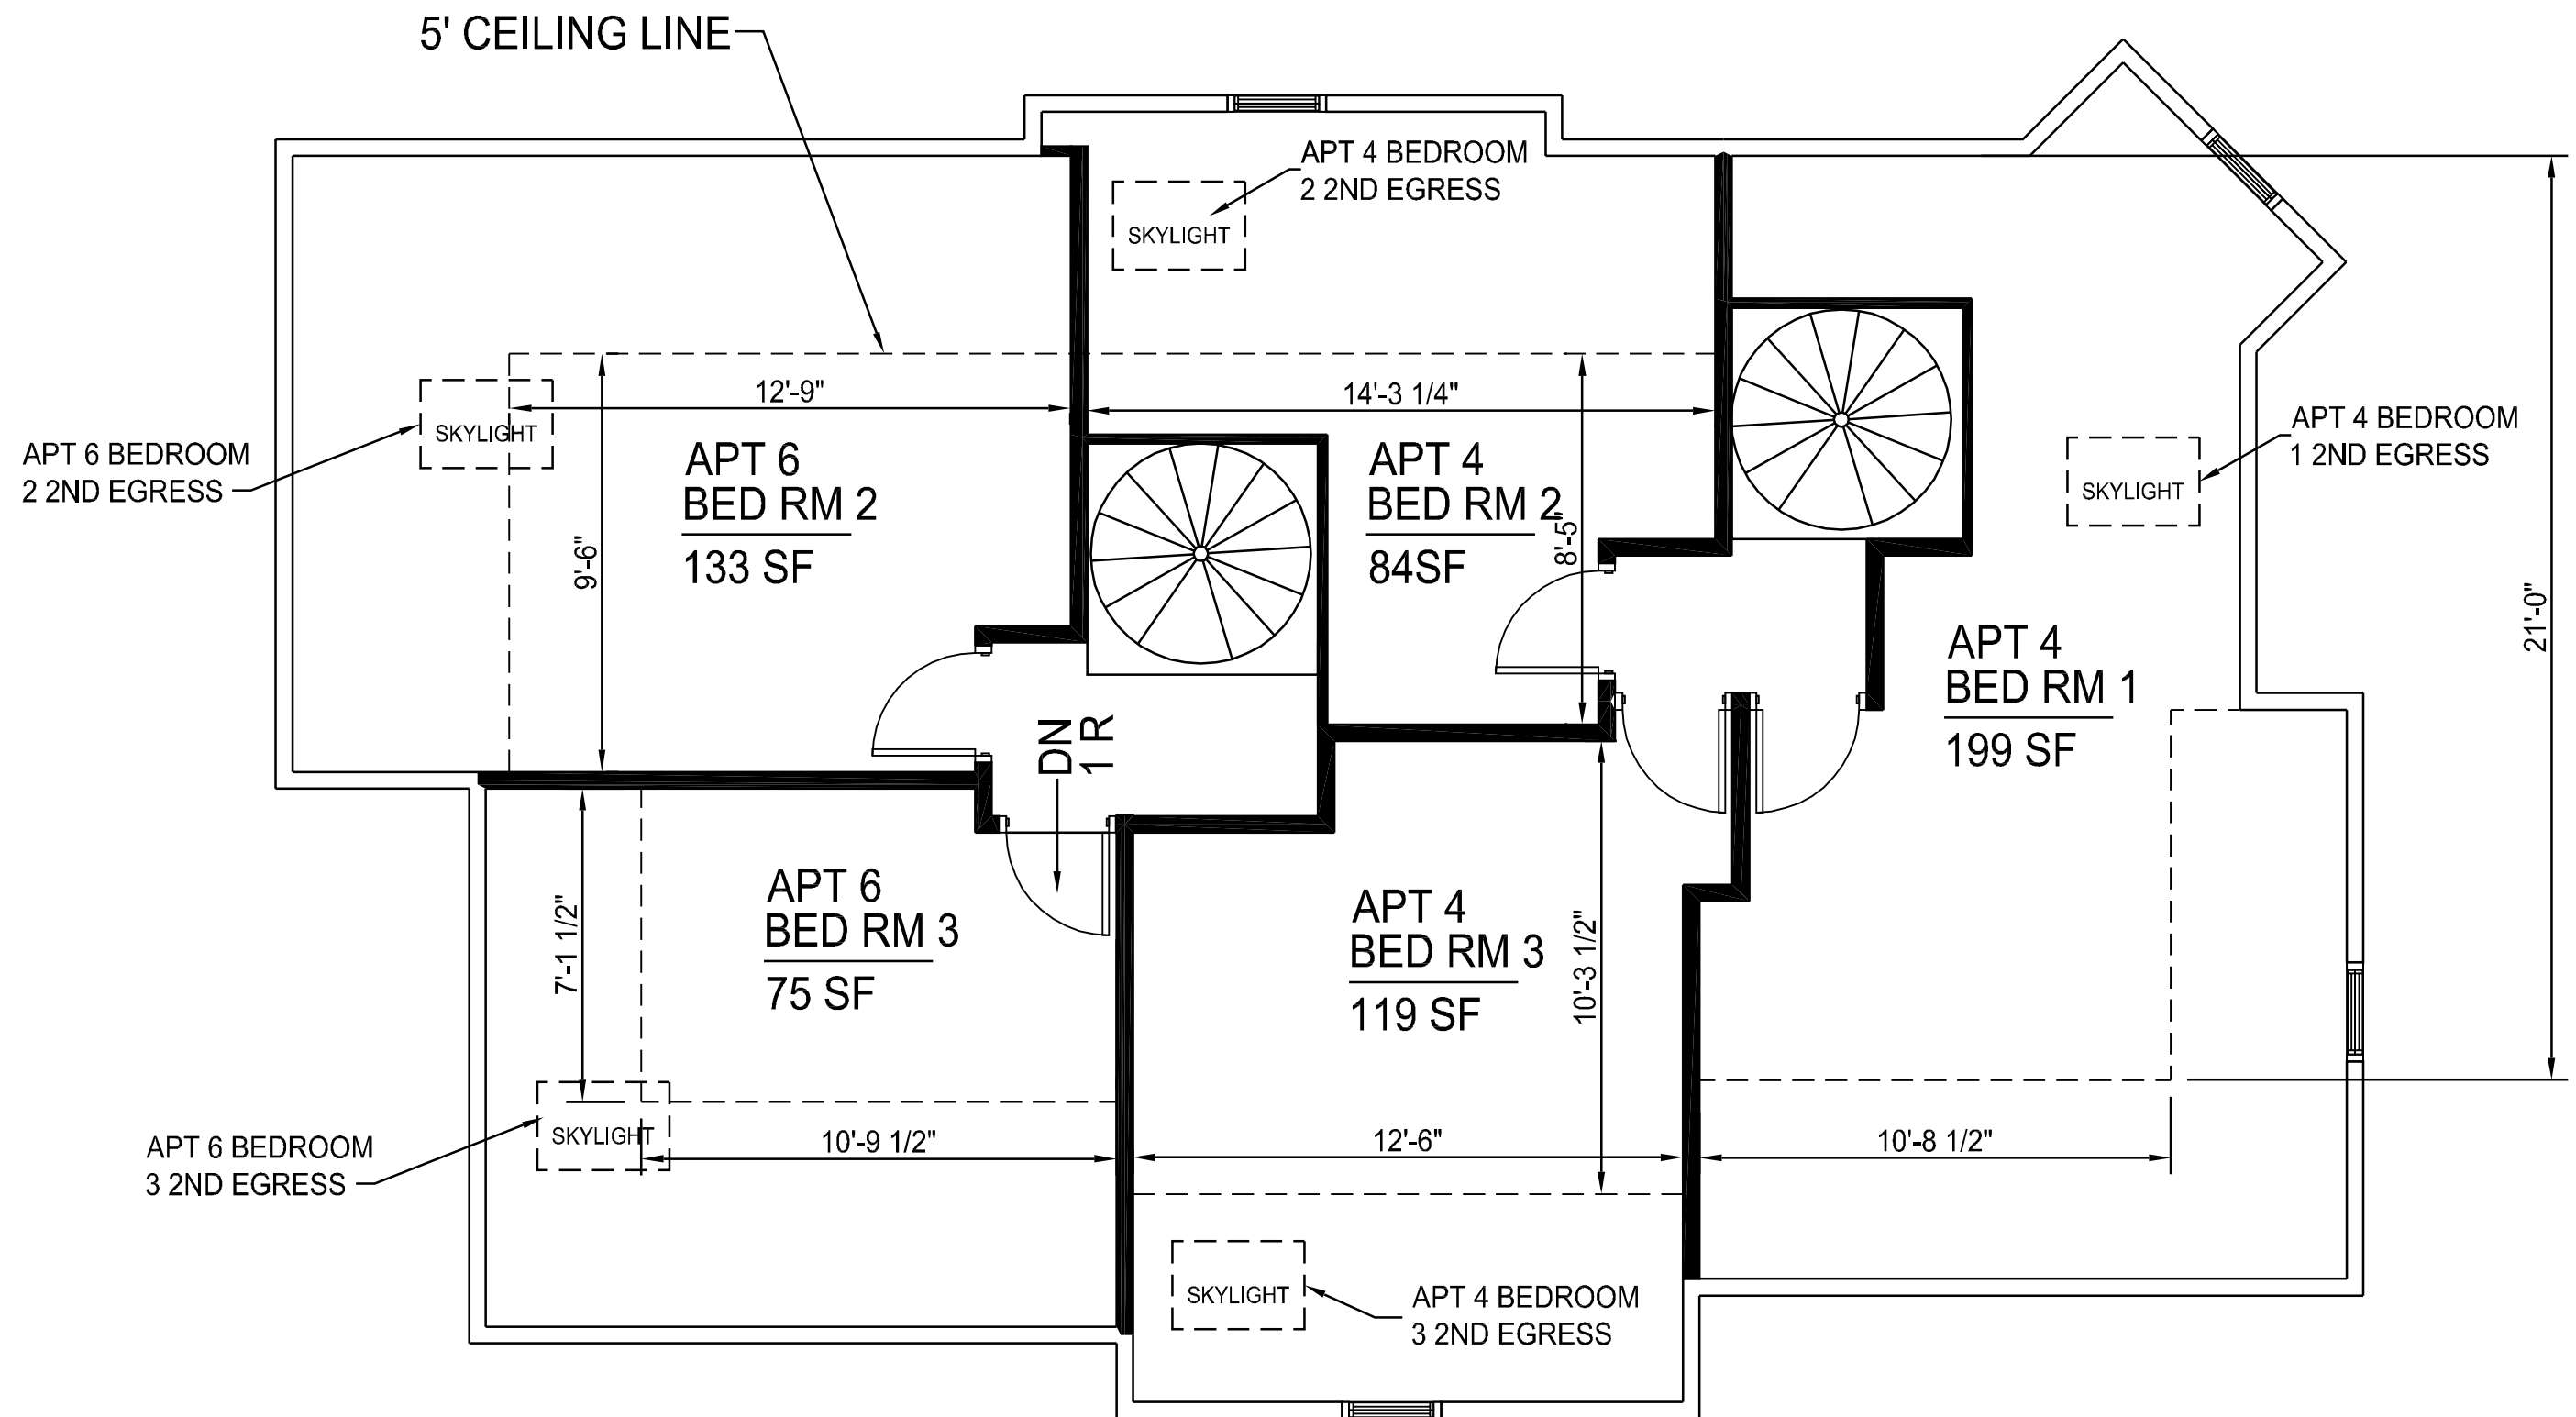 5' CEILING LINE
APT 4 BEDROOM
2 2ND EGRESS
SKYLIGHT
12'-9"
14'-3 1/4"
SKYLIGHT
APT 6 BEDROOM
2 2ND EGRESS
APT 6
BED RM 2
133 SF
9'-6"
APT 4
BED RM 2
84SF
8'-5"
APT 4 BEDROOM
1 2ND EGRESS
SKYLIGHT
21'-0"
APT 4
BED RM 1
199 SF
DN
1 R
APT 6
BED RM 3
75 SF
7'-1 1/2"
APT 4
BED RM 3
119 SF
10'-3 1/2"
SKYLIGHT
10'-9 1/2"
12'-6"
10'-8 1/2"
APT 6 BEDROOM
3 2ND EGRESS
SKYLIGHT
APT 4 BEDROOM
3 2ND EGRESS